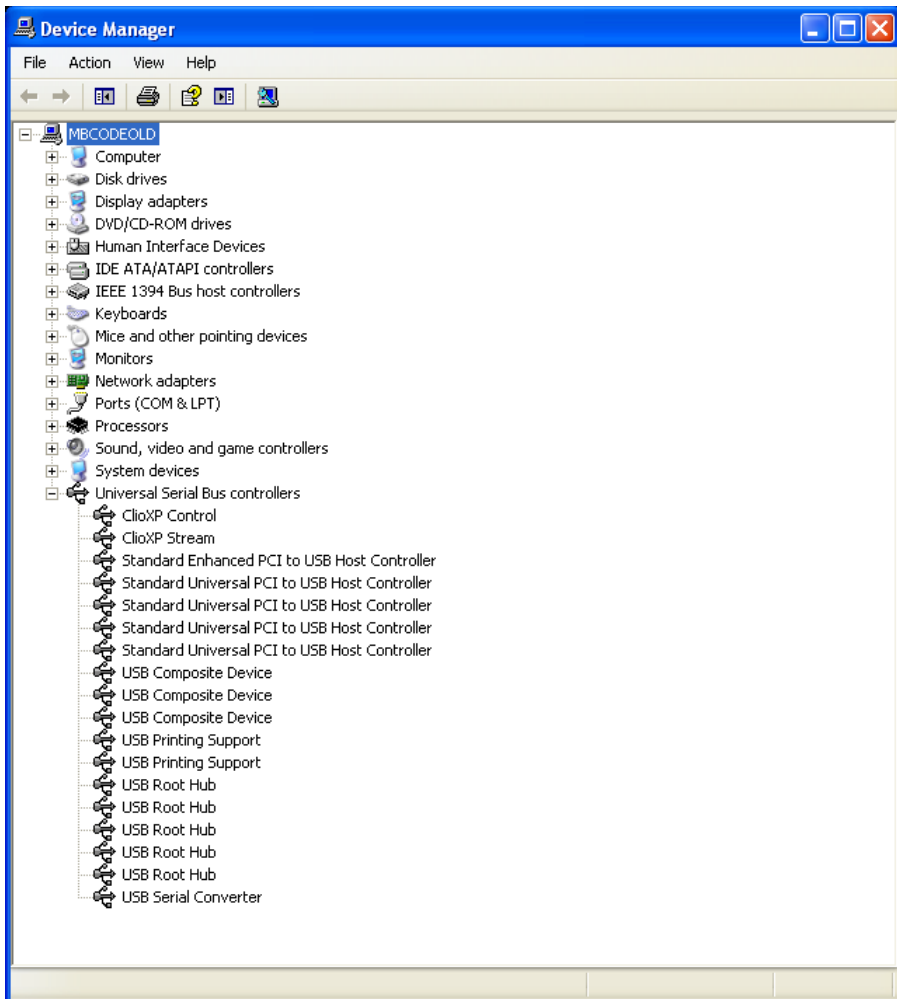 Device Manager
File Action View Help
MBCODEOLD
Computer
Disk drives
Display adapters
DVD/CD-ROM drives
Human Interface Devices
IDE ATA/ATAPI controllers
IEEE 1394 Bus host controllers
Keyboards
Mice and other pointing devices
Monitors
Network adapters
Ports (COM & LPT)
Processors
Sound, video and game controllers
System devices
Universal Serial Bus controllers
ClioXP Control
ClioXP Stream
Standard Enhanced PCI to USB Host Controller
Standard Universal PCI to USB Host Controller
Standard Universal PCI to USB Host Controller
Standard Universal PCI to USB Host Controller
Standard Universal PCI to USB Host Controller
USB Composite Device
USB Composite Device
USB Composite Device
USB Printing Support
USB Printing Support
USB Root Hub
USB Root Hub
USB Root Hub
USB Root Hub
USB Root Hub
USB Serial Converter